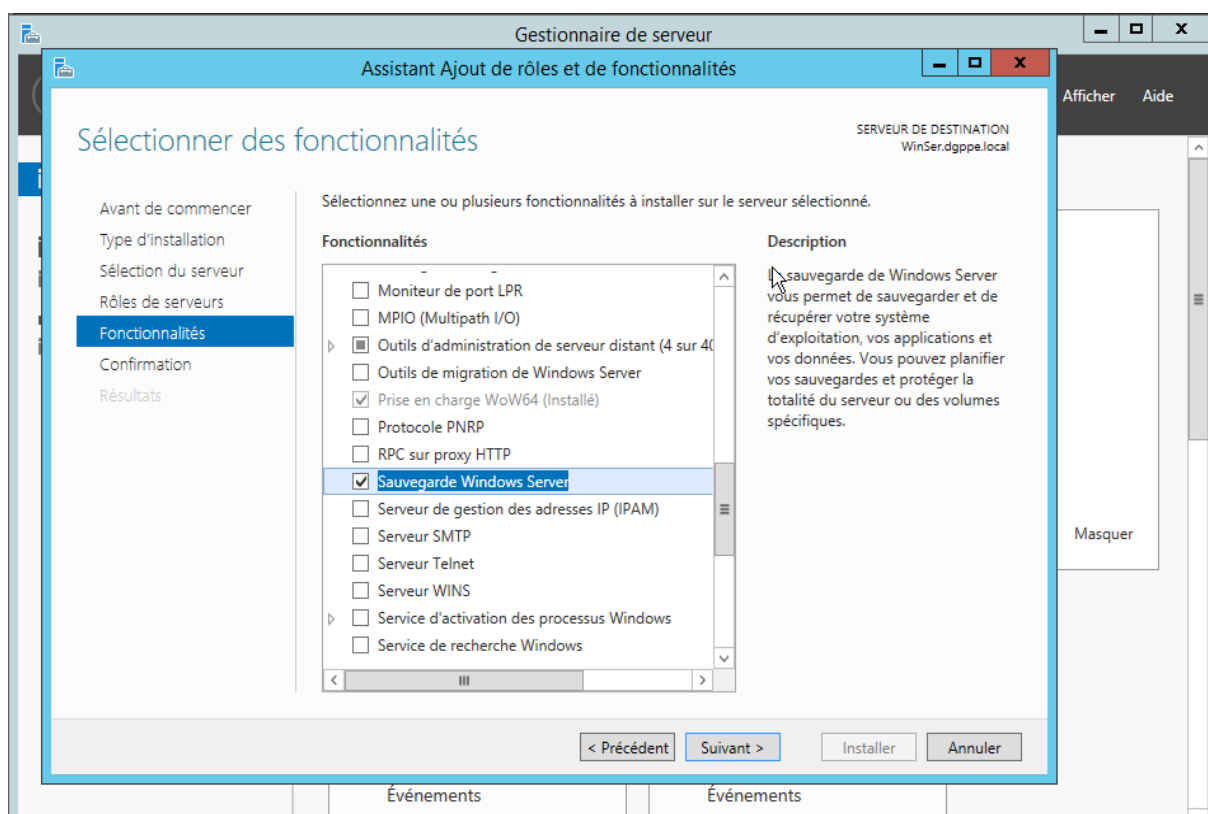 Gestionnaire de serveur
Assistant Ajout de rôles et de fonctionnalités
Afficher Aide
Sélectionner des fonctionnalités
SERVEUR DE DESTINATION
WinSer.dgppe.local
Avant de commencer
Type d'installation
Sélection du serveur
Rôles de serveurs
Fonctionnalités
Confirmation
Résultats
Sélectionnez une ou plusieurs fonctionnalités à installer sur le serveur sélectionné.
Fonctionnalités
Moniteur de port LPR
MPIO (Multipath I/O)
Outils d'administration de serveur distant (4 sur 40
Outils de migration de Windows Server
Prise en charge WoW64 (Installé)
Protocole PNRP
RPC sur proxy HTTP
Sauvegarde Windows Server
Serveur de gestion des adresses IP (IPAM)
Serveur SMTP
Serveur Telnet
Serveur WINS
Service d'activation des processus Windows
Service de recherche Windows
Description
sauvegarde de Windows Server
vous permet de sauvegarder et de
récupérer votre système
d'exploitation, vos applications et
vos données. Vous pouvez planifier
vos sauvegardes et protéger la
totalité du serveur ou des volumes
spécifiques.
Masquer
< Précédent Suivant > Installer Annuler
Événements Événements